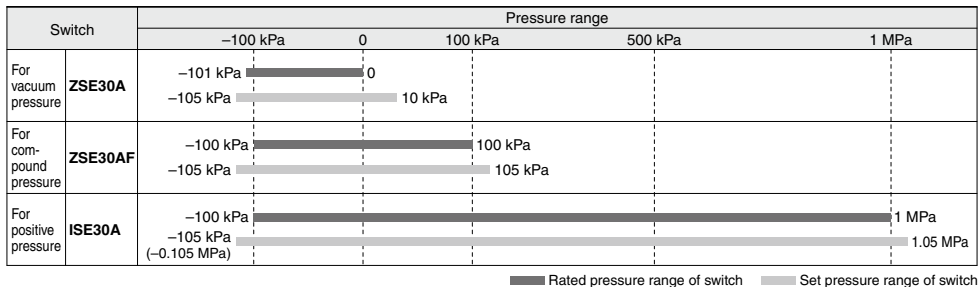 Switch
Pressure range
–100 kPa 0 100 kPa 500 kPa 1 MPa
For
vacuum
pressure
ZSE30A
–101 kPa 0
–105 kPa 10 kPa
For
com-
pound
pressure
ZSE30AF
–100 kPa 100 kPa
–105 kPa 105 kPa
For
positive
pressure
ISE30A
–100 kPa 1 MPa
–105 kPa 1.05 MPa
(–0.105 MPa)
Rated pressure range of switch Set pressure range of switch